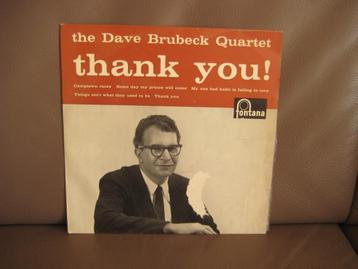 the Dave Brubeck Quartet
thank you!
Camptown races Some day my prince will come My one bad habit is falling in love
Things ain't what they used to be Thank you
fontana